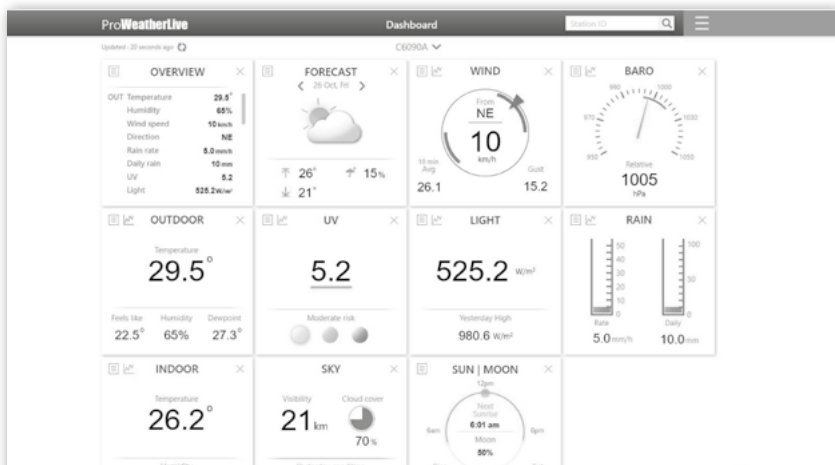 ProWeatherLive
Dashboard
Station ID
Updated : 20 seconds ago
C6090A
OVERVIEW
OUT Temperature 29.5°
Humidity 65%
Wind speed 10 km/h
Direction NE
Rain rate 5.0 mm/h
Daily rain 10 mm
UV 5.2
Light 525.2 W/m²
FORECAST
26 Oct, Fri
26°
15%
21°
WIND
From
NE
10
km/h
10 min
Avg
26.1
Gust
15.2
BARO
990
1000
970
1030
950
1050
Relative
1005
hPa
OUTDOOR
Temperature
29.5°
Feels like Humidity Dewpoint
22.5° 65% 27.3°
UV
5.2
Moderate risk
LIGHT
525.2 W/m²
Yesterday High
980.6 W/m²
RAIN
50
40
30
20
10
0
Rate
5.0 mm/h
100
50
0
Daily
10.0 mm
INDOOR
Temperature
26.2°
SKY
Visibility
21 km
Cloud cover
70%
SUN | MOON
12pm
Next
Sunrise
6:01 am
6am
6pm
Moon
50%